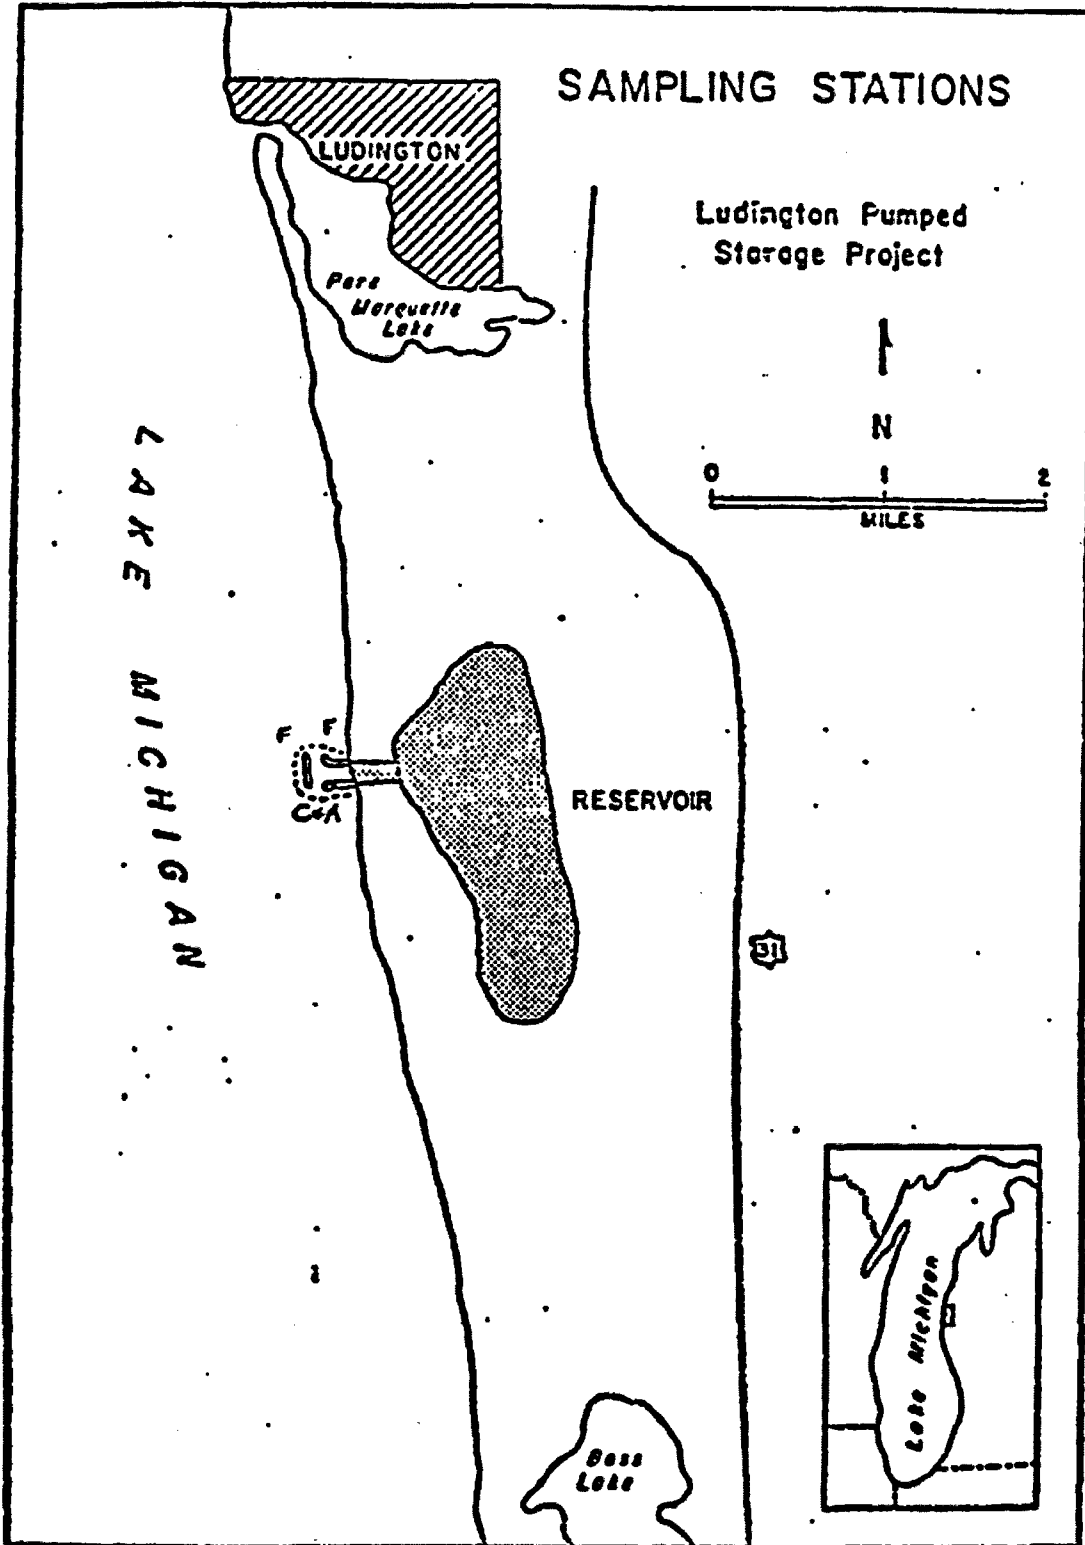 SAMPLING STATIONS
LUDINGTON
Ludington Pumped
Storage Project
Pere
Marquette
Lake
N
0 1 2
MILES
LAKE MICHIGAN
F F
C+A
RESERVOIR
31
Lake Michigan
Bass
Lake